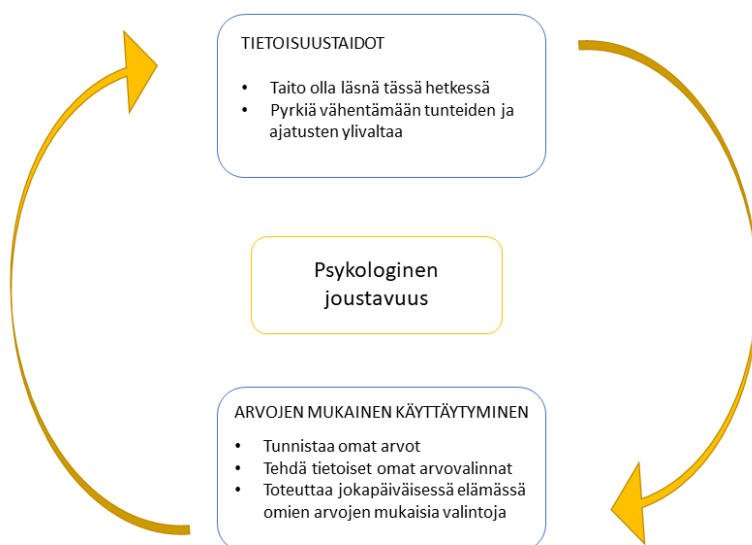 TIETOISUUSTAIDOT
• Taito olla läsnä tässä hetkessä
• Pyrkiä vähentämään tunteiden ja
ajatusten ylivaltaa
Psykologinen
joustavuus
ARVOJEN MUKAINEN KÄYTTÄYTYMINEN
• Tunnistaa omat arvot
• Tehdä tietoiset omat arvovalinnat
• Toteuttaa jokapäiväisessä elämässä
omien arvojen mukaisia valintoja